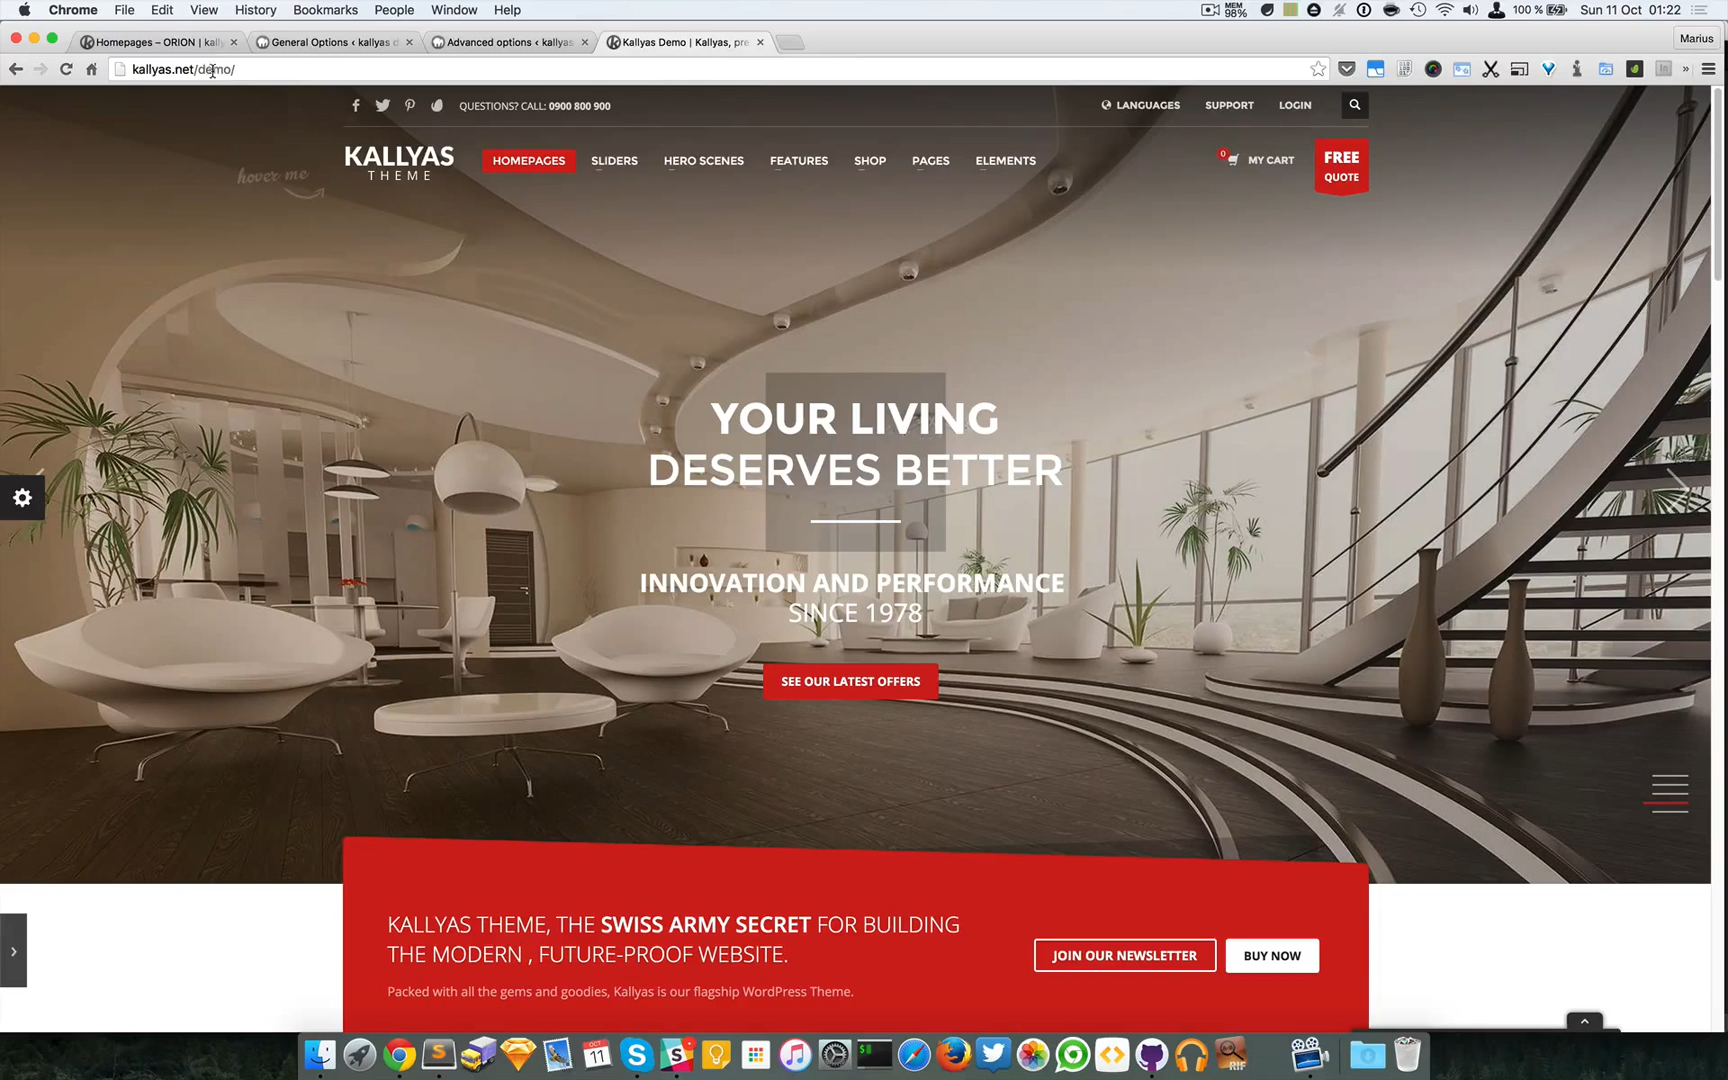 Chrome File Edit View History Bookmarks People Window Help
MEM 98% 100 % Sun 11 Oct 01:22
Homepages – ORION | kally
General Options ‹ kallyas d
Advanced options ‹ kallyas
Kallyas Demo | Kallyas, pre
Marius
kallyas.net/demo/
QUESTIONS? CALL: 0900 800 900
LANGUAGES SUPPORT LOGIN
KALLYAS
THEME
HOMEPAGES SLIDERS HERO SCENES FEATURES SHOP PAGES ELEMENTS
0 MY CART
FREE
QUOTE
hover me
YOUR LIVING
DESERVES BETTER
INNOVATION AND PERFORMANCE
SINCE 1978
SEE OUR LATEST OFFERS
KALLYAS THEME, THE SWISS ARMY SECRET FOR BUILDING
THE MODERN , FUTURE-PROOF WEBSITE.
Packed with all the gems and goodies, Kallyas is our flagship WordPress Theme.
JOIN OUR NEWSLETTER
BUY NOW
OCT
11
RIF